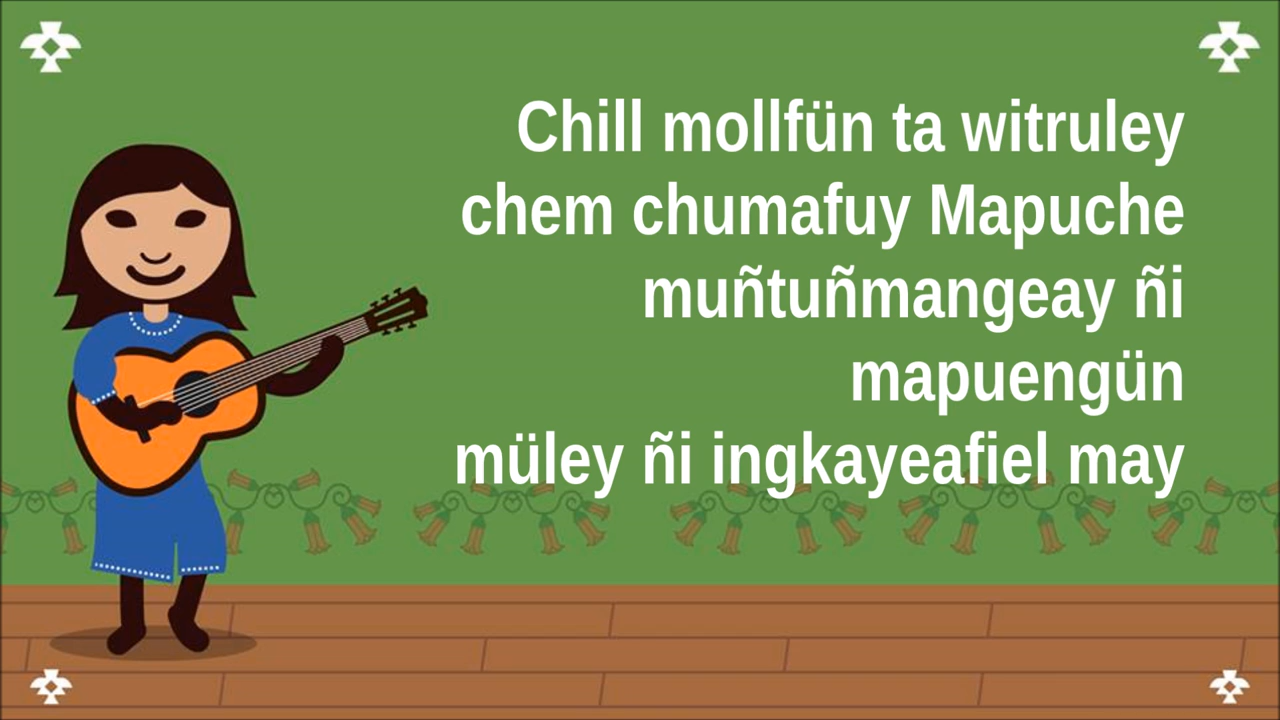 Chill mollfün ta witruley
chem chumafuy Mapuche
muñtuñmangeay ñi
mapuengün
müley ñi ingkayeafiel may